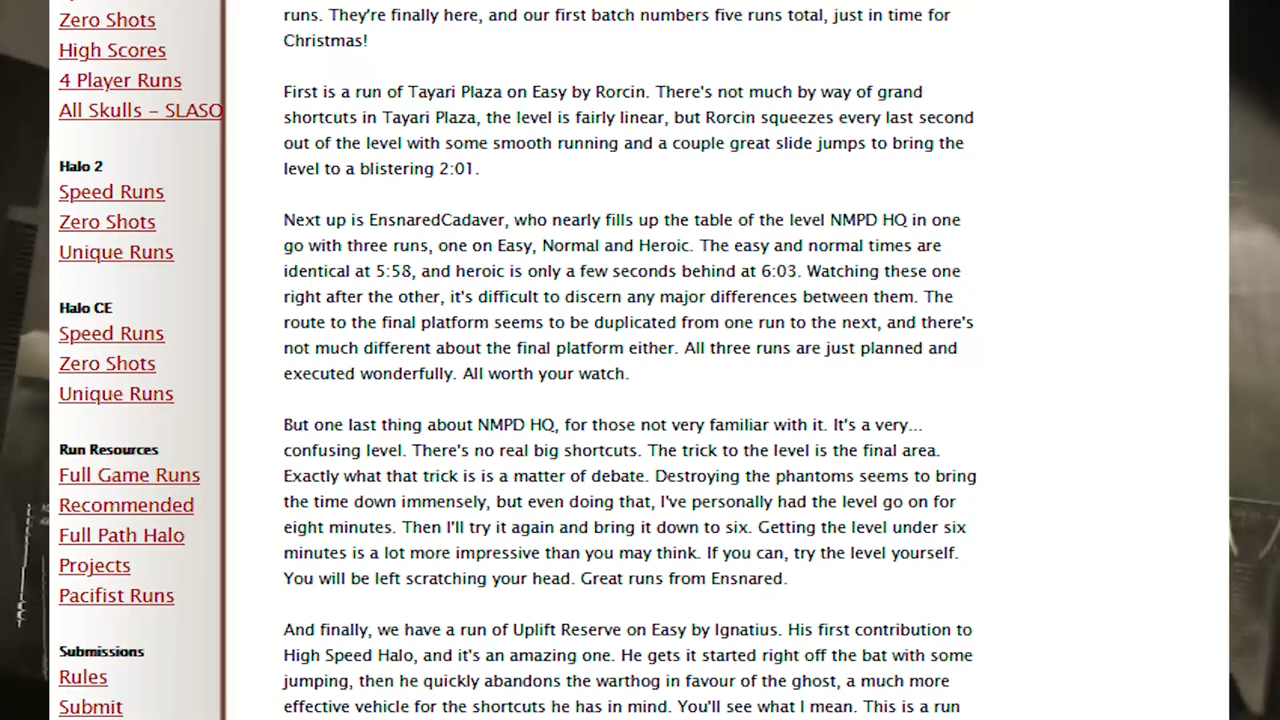 Zero Shots
High Scores
4 Player Runs
All Skulls – SLASO
Halo 2
Speed Runs
Zero Shots
Unique Runs
Halo CE
Speed Runs
Zero Shots
Unique Runs
Run Resources
Full Game Runs
Recommended
Full Path Halo
Projects
Pacifist Runs
Submissions
Rules
Submit
runs. They're finally here, and our first batch numbers five runs total, just in time for
Christmas!
First is a run of Tayari Plaza on Easy by Rorcin. There's not much by way of grand
shortcuts in Tayari Plaza, the level is fairly linear, but Rorcin squeezes every last second
out of the level with some smooth running and a couple great slide jumps to bring the
level to a blistering 2:01.
Next up is EnsnaredCadaver, who nearly fills up the table of the level NMPD HQ in one
go with three runs, one on Easy, Normal and Heroic. The easy and normal times are
identical at 5:58, and heroic is only a few seconds behind at 6:03. Watching these one
right after the other, it's difficult to discern any major differences between them. The
route to the final platform seems to be duplicated from one run to the next, and there's
not much different about the final platform either. All three runs are just planned and
executed wonderfully. All worth your watch.
But one last thing about NMPD HQ, for those not very familiar with it. It's a very...
confusing level. There's no real big shortcuts. The trick to the level is the final area.
Exactly what that trick is is a matter of debate. Destroying the phantoms seems to bring
the time down immensely, but even doing that, I've personally had the level go on for
eight minutes. Then I'll try it again and bring it down to six. Getting the level under six
minutes is a lot more impressive than you may think. If you can, try the level yourself.
You will be left scratching your head. Great runs from Ensnared.
And finally, we have a run of Uplift Reserve on Easy by Ignatius. His first contribution to
High Speed Halo, and it's an amazing one. He gets it started right off the bat with some
jumping, then he quickly abandons the warthog in favour of the ghost, a much more
effective vehicle for the shortcuts he has in mind. You'll see what I mean. This is a run